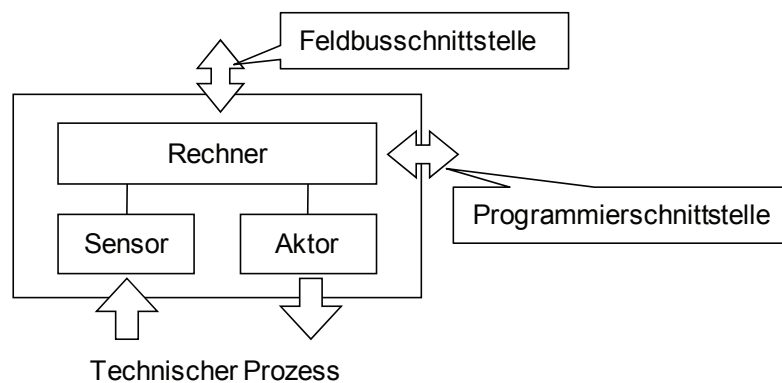 Feldbusschnittstelle
Rechner
Programmierschnittstelle
Sensor
Aktor
Technischer Prozess